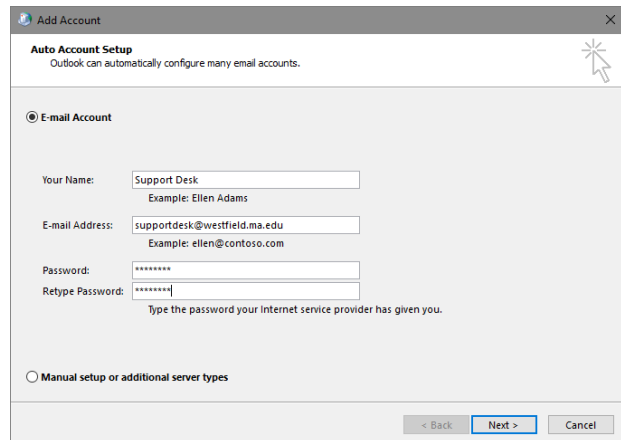 Add Account
Auto Account Setup
Outlook can automatically configure many email accounts.
E-mail Account
Your Name: Support Desk
Example: Ellen Adams
E-mail Address: supportdesk@westfield.ma.edu
Example: ellen@contoso.com
Password: ********
Retype Password: ********
Type the password your Internet service provider has given you.
Manual setup or additional server types
< Back Next > Cancel